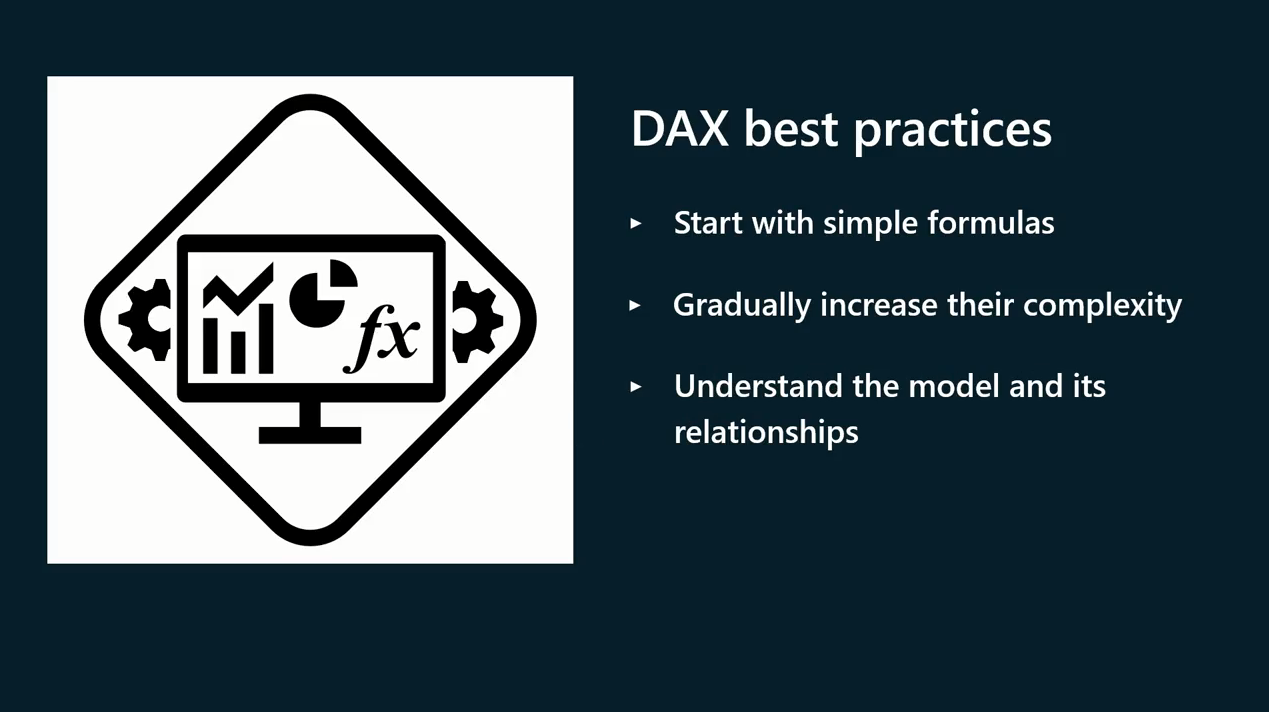 DAX best practices
▸ Start with simple formulas
▸ Gradually increase their complexity
▸ Understand the model and its
relationships
fx